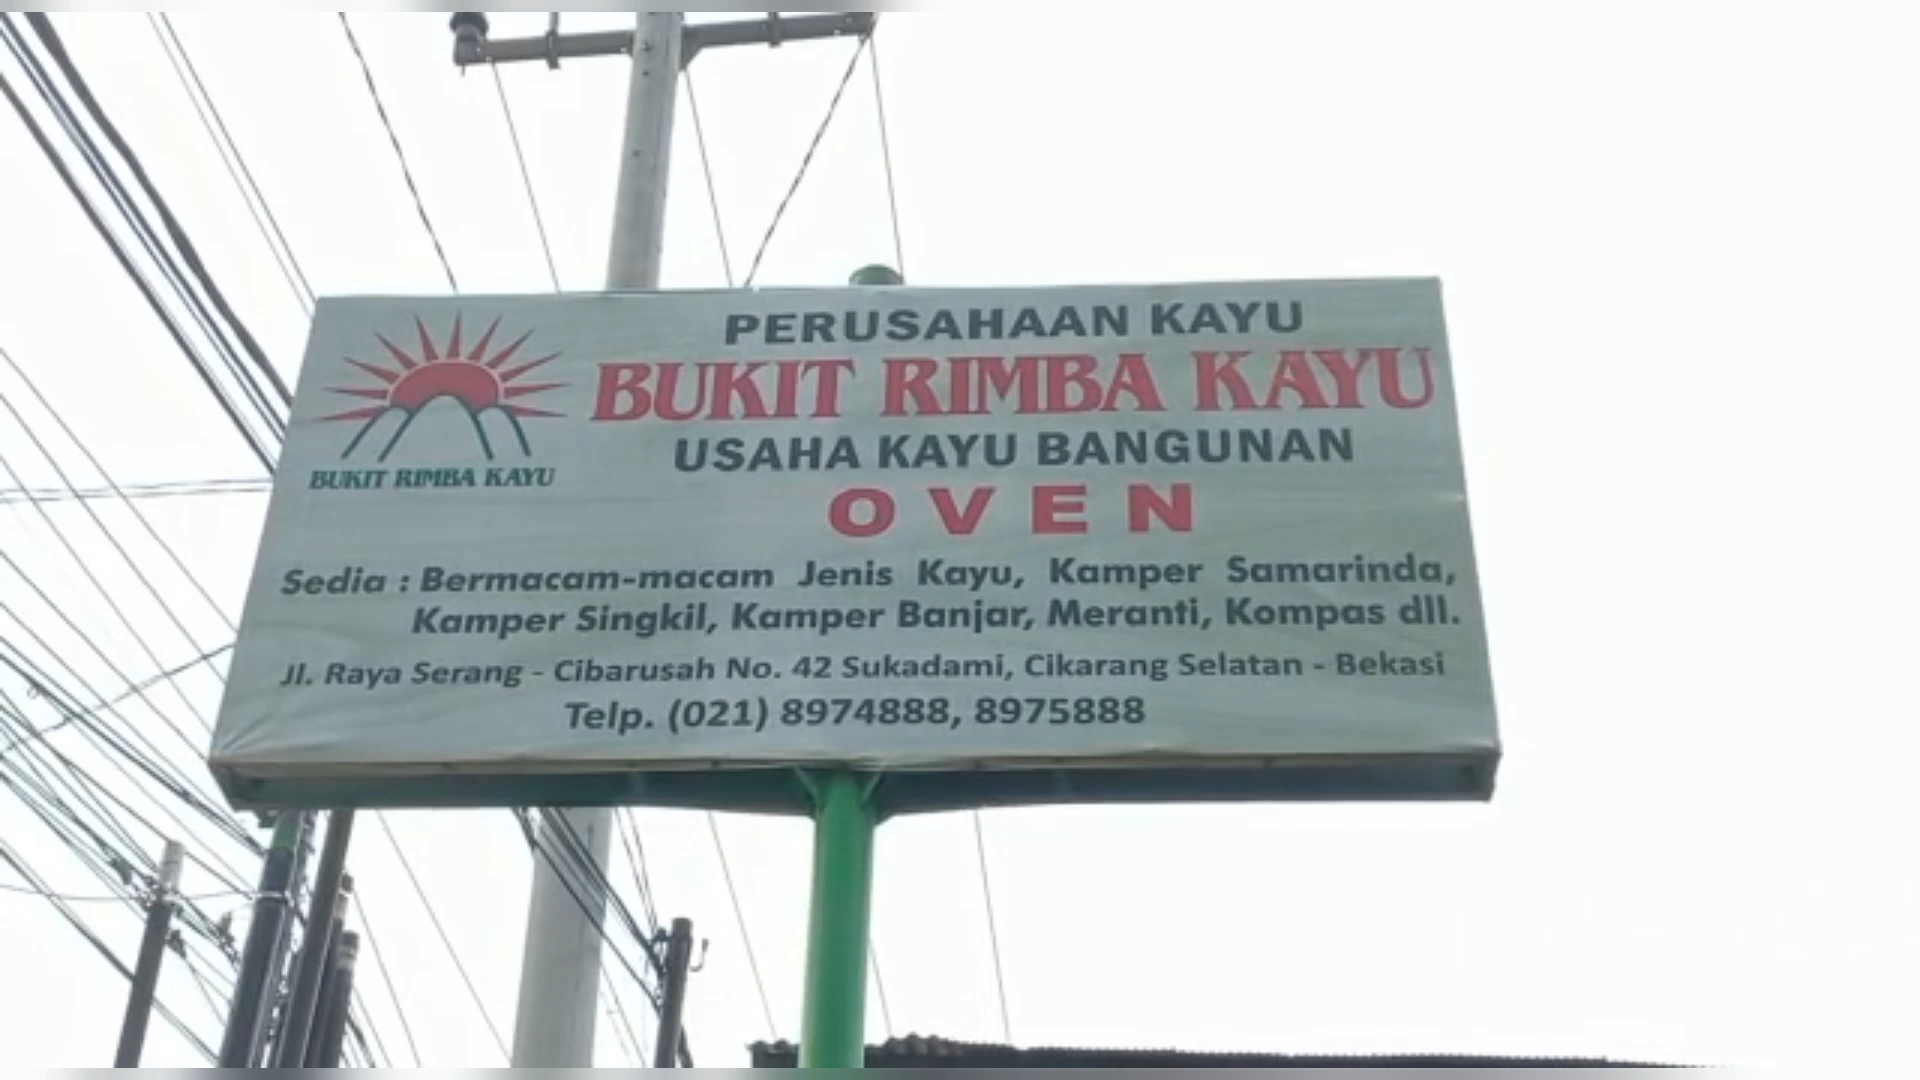 PERUSAHAAN KAYU
BUKIT RIMBA KAYU
USAHA KAYU BANGUNAN
OVEN
BUKIT RIMBA KAYU
Sedia : Bermacam-macam Jenis Kayu, Kamper Samarinda,
Kamper Singkil, Kamper Banjar, Meranti, Kompas dll.
Jl. Raya Serang - Cibarusah No. 42 Sukadami, Cikarang Selatan - Bekasi
Telp. (021) 8974888, 8975888